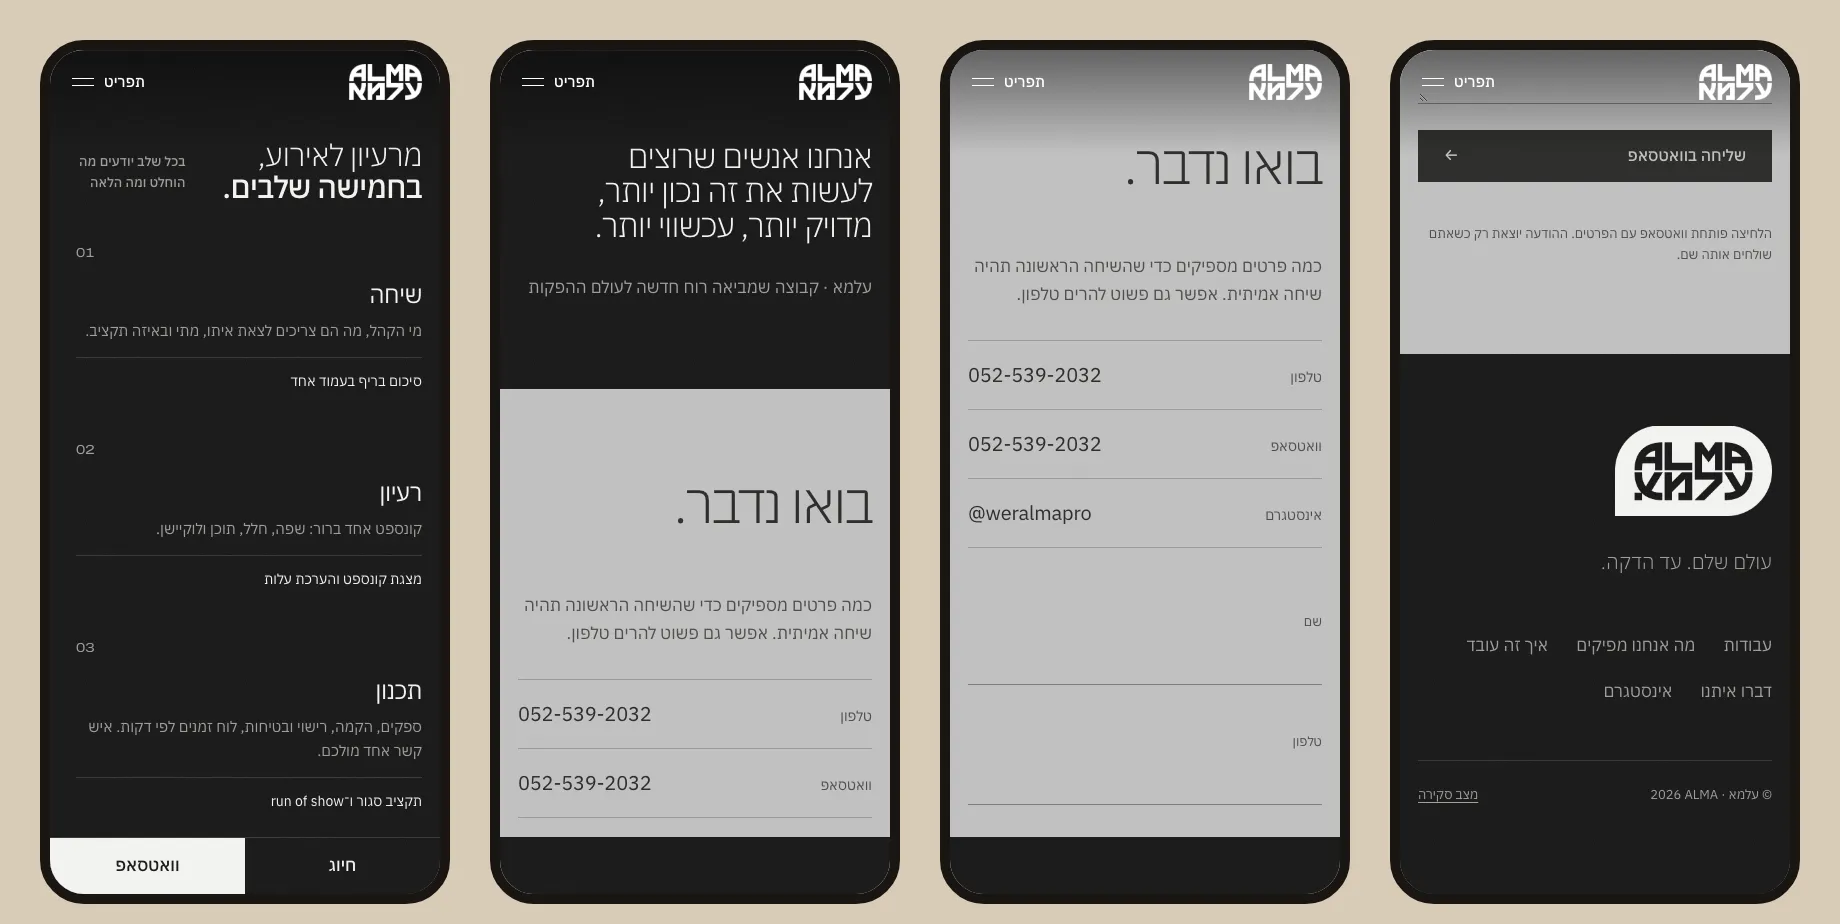 ALMA
עלמא
תפריט
מרעיון לאירוע,
בחמישה שלבים.
בכל שלב יודעים מה
הוחלט ומה הלאה
01
שיחה
מי הקהל, מה הם צריכים לצאת איתו, מתי ובאיזה תקציב.
סיכום בריף בעמוד אחד
02
רעיון
קונספט אחד ברור: שפה, חלל, תוכן ולוקיישן.
מצגת קונספט והערכת עלות
03
תכנון
ספקים, הקמה, רישוי ובטיחות, לוח זמנים לפי דקות. איש
קשר אחד מולכם.
תקציב סגור ו־run of show
חיוג
וואטסאפ
ALMA
עלמא
תפריט
אנחנו אנשים שרוצים
לעשות את זה נכון יותר,
מדויק יותר, עכשווי יותר.
עלמא · קבוצה שמביאה רוח חדשה לעולם ההפקות
בואו נדבר.
כמה פרטים מספיקים כדי שהשיחה הראשונה תהיה
שיחה אמיתית. אפשר גם פשוט להרים טלפון.
טלפון 052-539-2032
וואטסאפ 052-539-2032
ALMA
עלמא
תפריט
בואו נדבר.
כמה פרטים מספיקים כדי שהשיחה הראשונה תהיה
שיחה אמיתית. אפשר גם פשוט להרים טלפון.
טלפון 052-539-2032
וואטסאפ 052-539-2032
אינסטגרם @weralmapro
שם
טלפון
ALMA
עלמא
תפריט
שליחה בוואטסאפ ←
הלחיצה פותחת וואטסאפ עם הפרטים. ההודעה יוצאת רק כשאתם
שולחים אותה שם.
ALMA
עלמא.
עולם שלם. עד הדקה.
עבודות מה אנחנו מפיקים איך זה עובד
דברו איתנו אינסטגרם
© עלמא · ALMA 2026
מצב סקירה